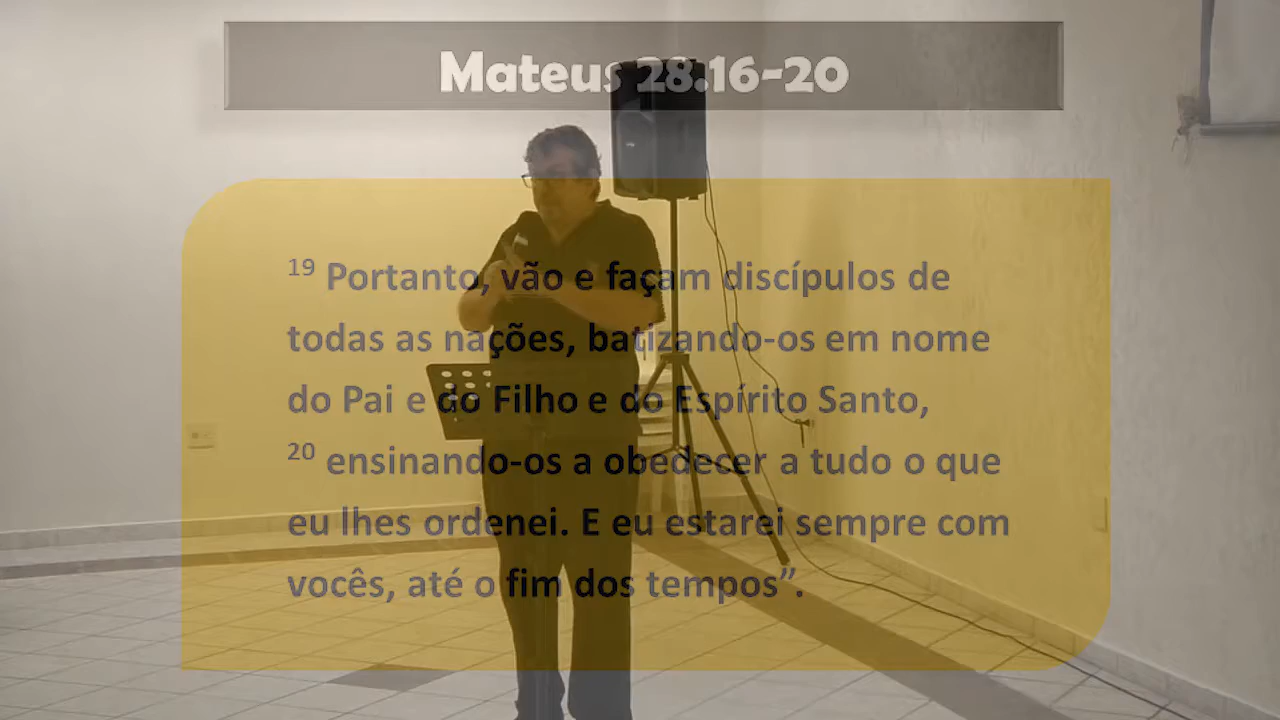 Mateus 28.16-20
19 Portanto, vão e façam discípulos de
todas as nações, batizando-os em nome
do Pai e do Filho e do Espírito Santo,
20 ensinando-os a obedecer a tudo o que
eu lhes ordenei. E eu estarei sempre com
vocês, até o fim dos tempos”.